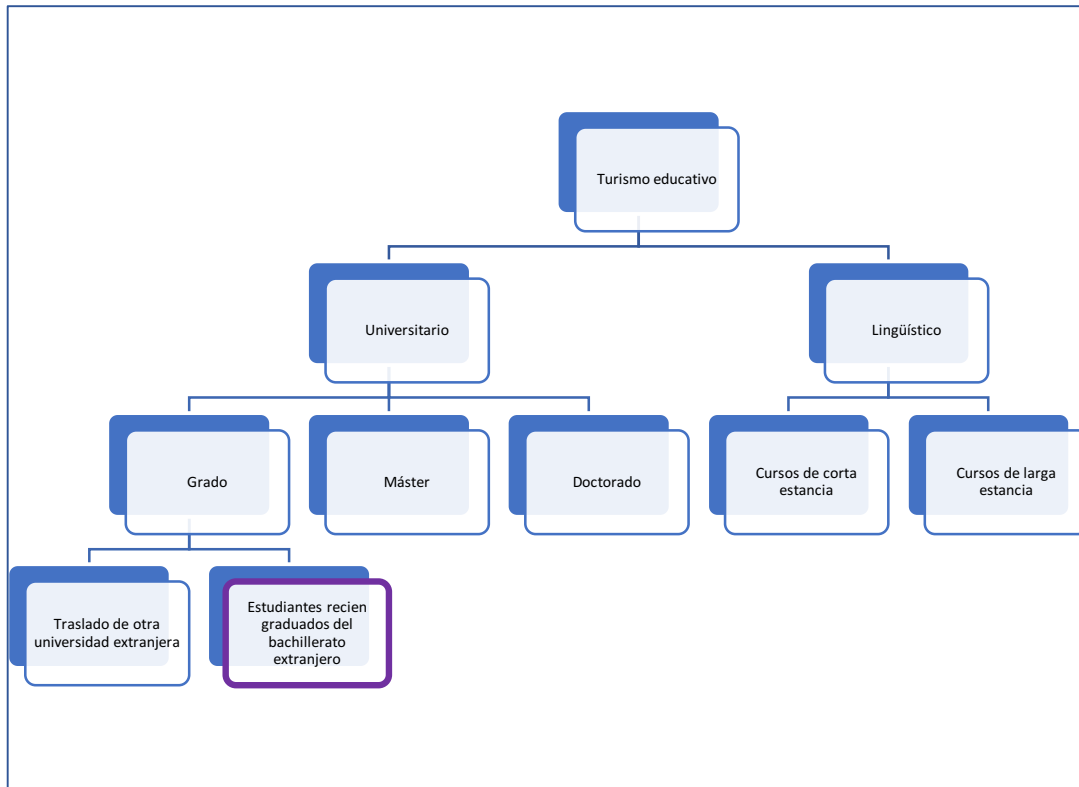 Turismo educativo
Universitario
Lingüístico
Grado
Máster
Doctorado
Cursos de corta
estancia
Cursos de larga
estancia
Traslado de otra
universidad extranjera
Estudiantes recien
graduados del
bachillerato
extranjero